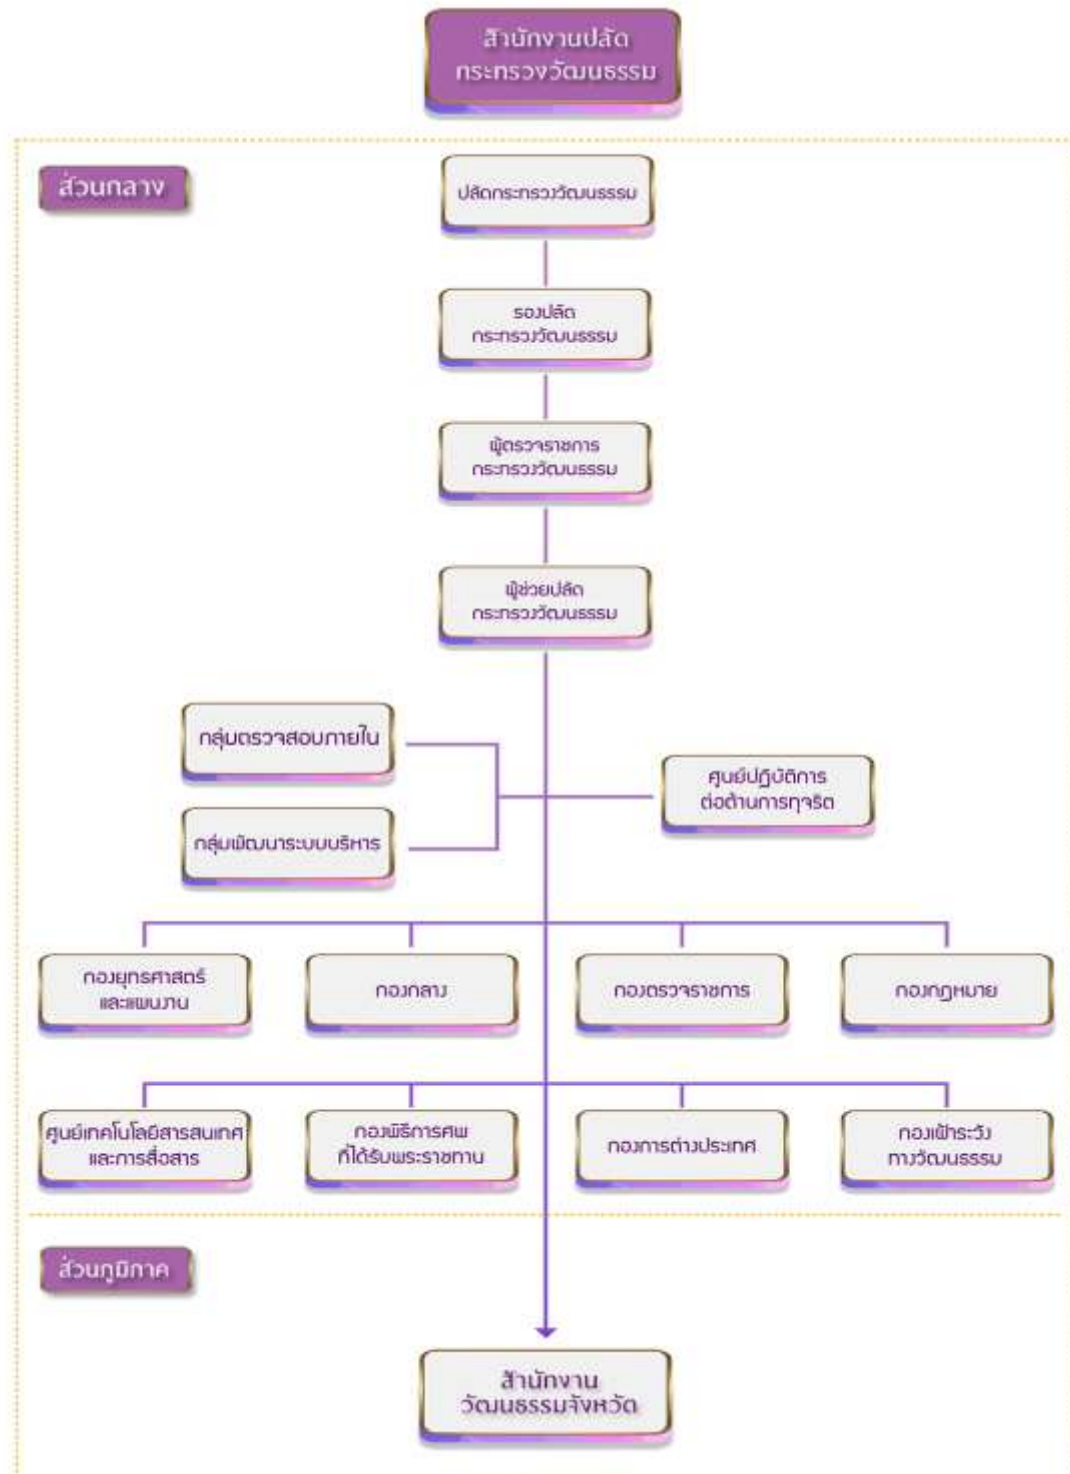 สำนักงานปลัด
กระทรวงวัฒนธรรม
ส่วนกลาง
ปลัดกระทรวงวัฒนธรรม
รองปลัด
กระทรวงวัฒนธรรม
ผู้ตรวจราชการ
กระทรวงวัฒนธรรม
ผู้ช่วยปลัด
กระทรวงวัฒนธรรม
กลุ่มตรวจสอบภายใน
ศูนย์ปฏิบัติการ
ต่อต้านการทุจริต
กลุ่มพัฒนาระบบบริหาร
กองยุทธศาสตร์
และแผนงาน
กองกลาง
กองตรวจราชการ
กองกฎหมาย
ศูนย์เทคโนโลยีสารสนเทศ
และการสื่อสาร
กองพิธีการศพ
ที่ได้รับพระราชทาน
กองการต่างประเทศ
กองเฝ้าระวัง
ทางวัฒนธรรม
ส่วนภูมิภาค
สำนักงาน
วัฒนธรรมจังหวัด